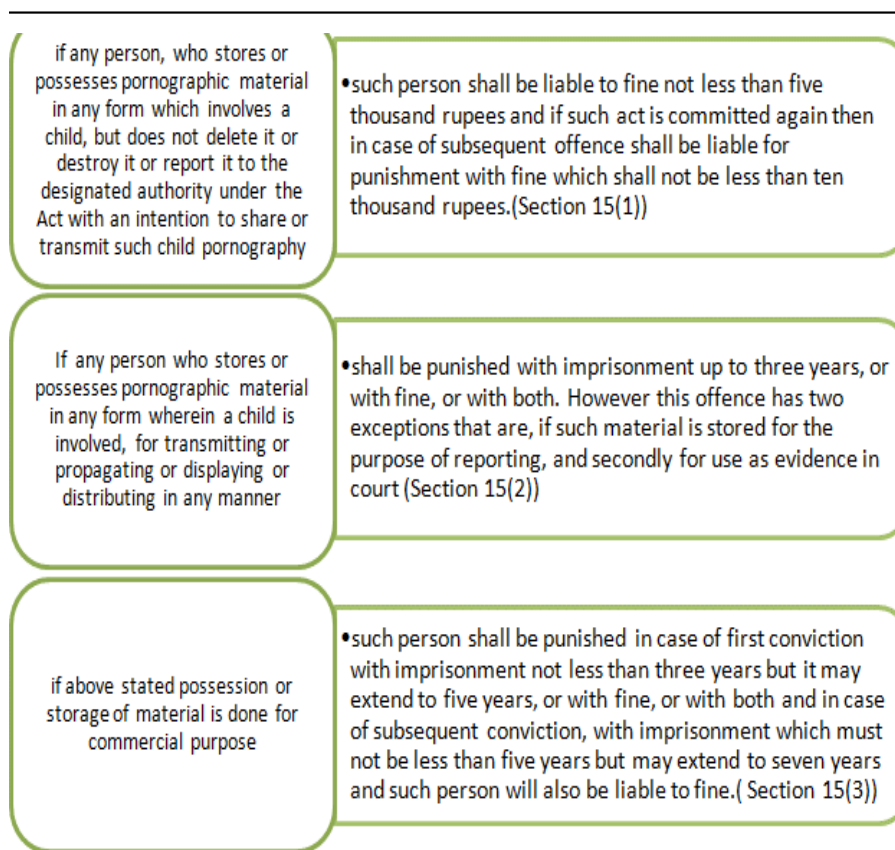 if any person, who stores or
possesses pornographic material
in any form which involves a
child, but does not delete it or
destroy it or report it to the
designated authority under the
Act with an intention to share or
transmit such child pornography
•such person shall be liable to fine not less than five
thousand rupees and if such act is committed again then
in case of subsequent offence shall be liable for
punishment with fine which shall not be less than ten
thousand rupees.(Section 15(1))
If any person who stores or
possesses pornographic material
in any form wherein a child is
involved, for transmitting or
propagating or displaying or
distributing in any manner
•shall be punished with imprisonment up to three years, or
with fine, or with both. However this offence has two
exceptions that are, if such material is stored for the
purpose of reporting, and secondly for use as evidence in
court (Section 15(2))
if above stated possession or
storage of material is done for
commercial purpose
•such person shall be punished in case of first conviction
with imprisonment not less than three years but it may
extend to five years, or with fine, or with both and in case
of subsequent conviction, with imprisonment which must
not be less than five years but may extend to seven years
and such person will also be liable to fine.( Section 15(3))